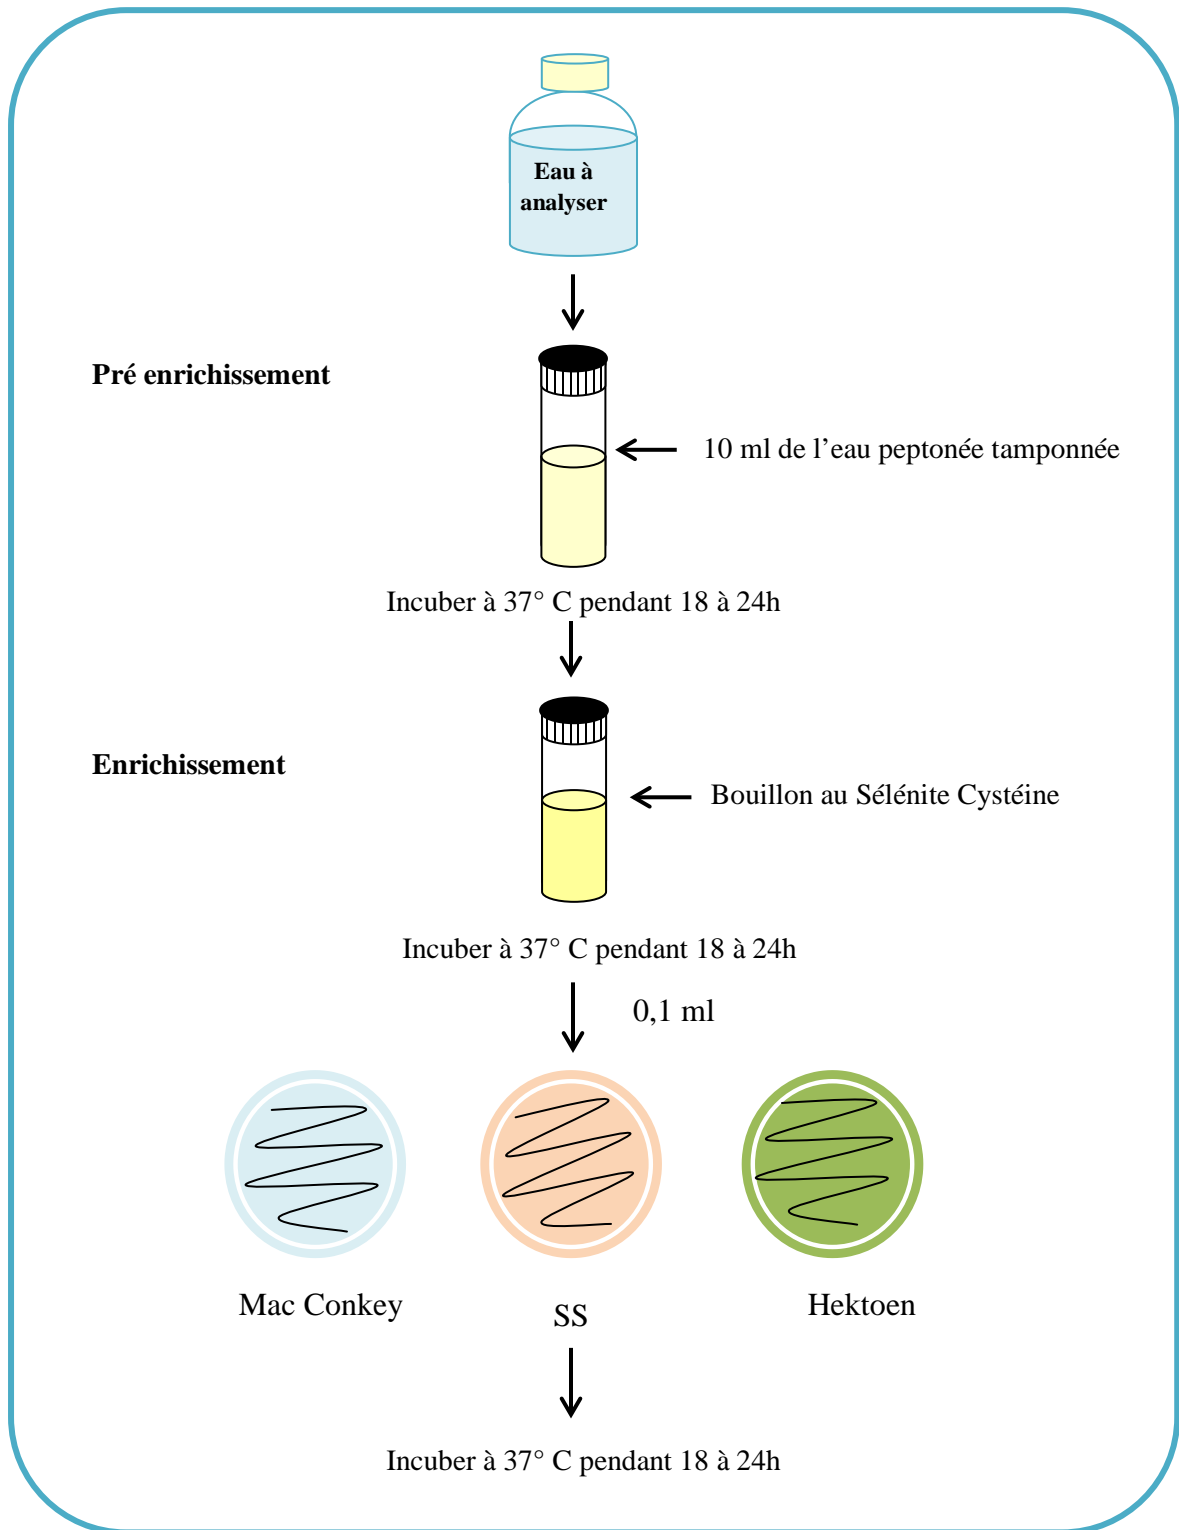 Eau à
analyser
Pré enrichissement
10 ml de l’eau peptonée tamponnée
Incuber à 37° C pendant 18 à 24h
Enrichissement
Bouillon au Sélénite Cystéine
Incuber à 37° C pendant 18 à 24h
0,1 ml
Mac Conkey
SS
Hektoen
Incuber à 37° C pendant 18 à 24h